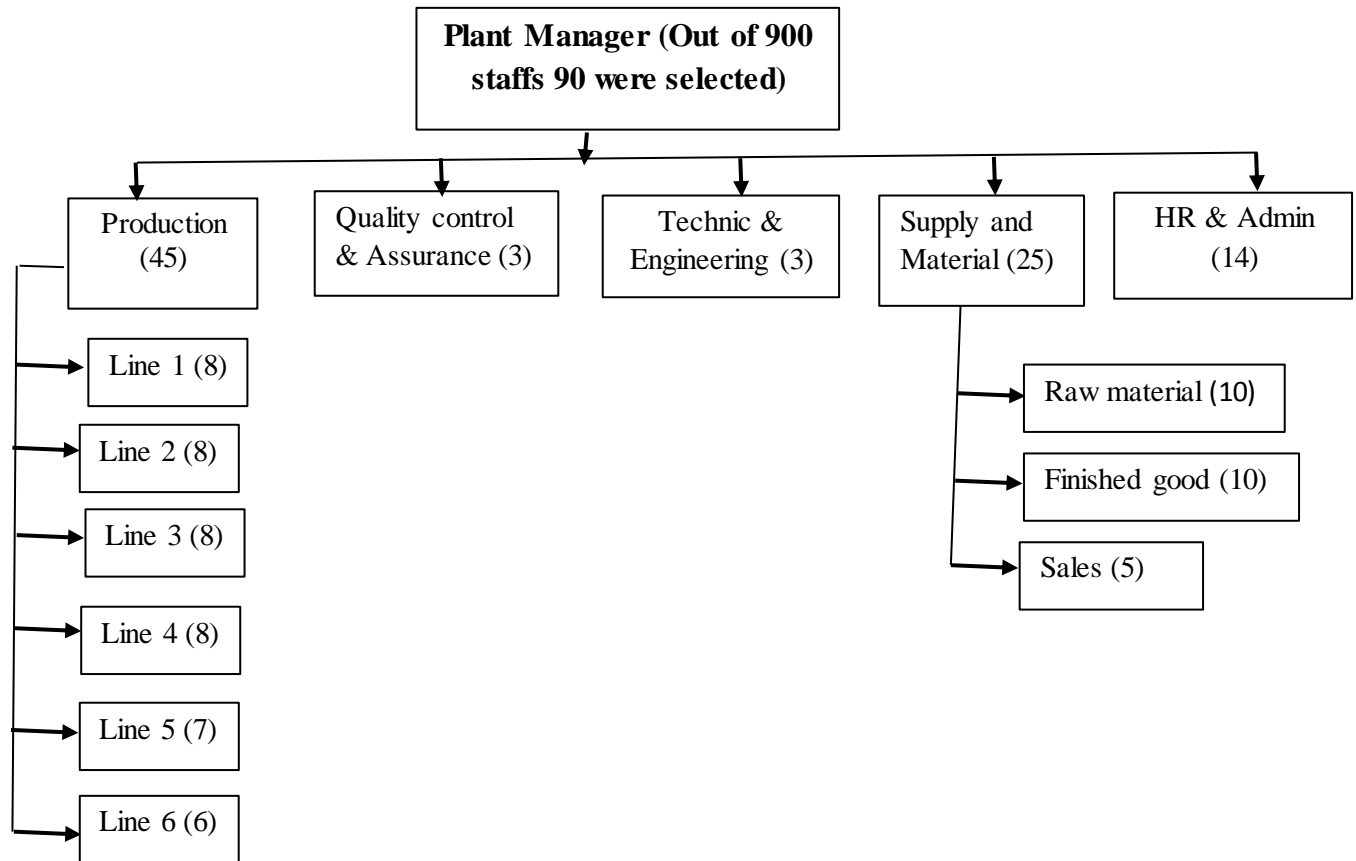 Plant Manager (Out of 900
staffs 90 were selected)
Production
(45)
Quality control
& Assurance (3)
Technic &
Engineering (3)
Supply and
Material (25)
HR & Admin
(14)
Line 1 (8)
Line 2 (8)
Line 3 (8)
Line 4 (8)
Line 5 (7)
Line 6 (6)
Raw material (10)
Finished good (10)
Sales (5)